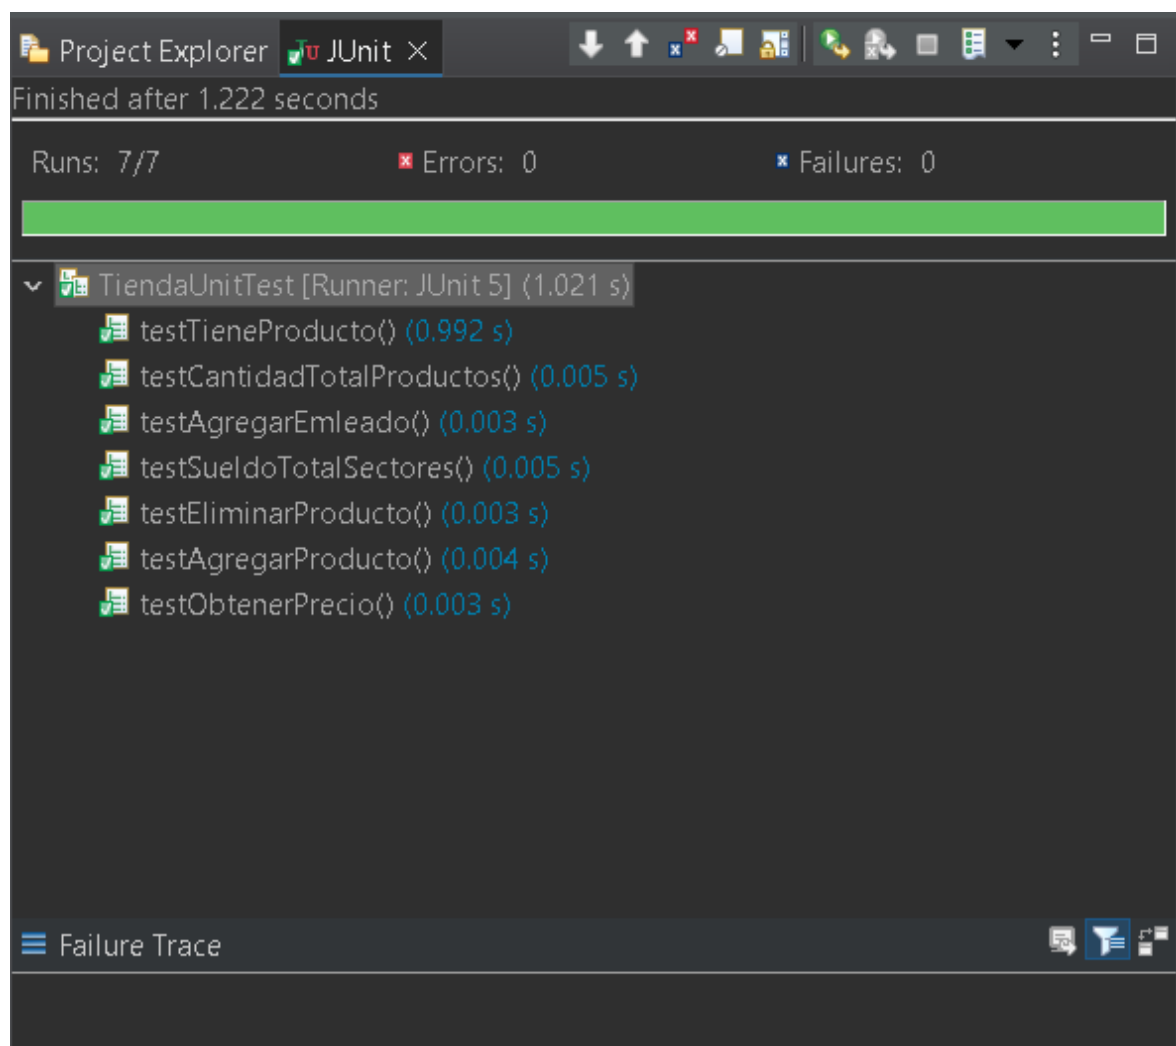 Project Explorer JUnit
Finished after 1.222 seconds
Runs: 7/7 Errors: 0 Failures: 0
TiendaUnitTest [Runner: JUnit 5] (1.021 s)
testTieneProducto() (0.992 s)
testCantidadTotalProductos() (0.005 s)
testAgregarEmleado() (0.003 s)
testSueldoTotalSectores() (0.005 s)
testEliminarProducto() (0.003 s)
testAgregarProducto() (0.004 s)
testObtenerPrecio() (0.003 s)
Failure Trace